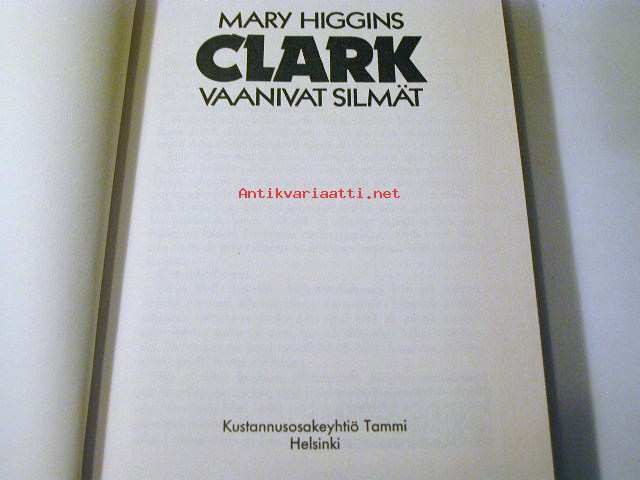 MARY HIGGINS
CLARK
VAANIVAT SILMÄT
Antikvariaatti.net
Kustannusosakeyhtiö Tammi
Helsinki